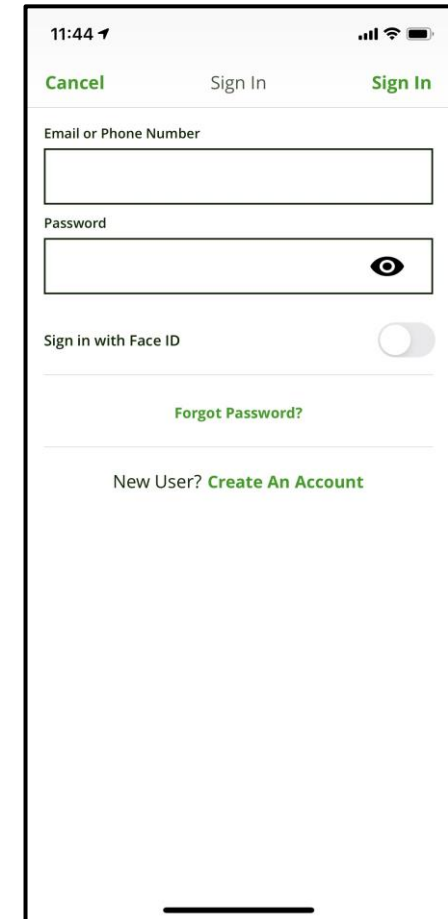 11:44
Cancel Sign In Sign In
Email or Phone Number
Password
Sign in with Face ID
Forgot Password?
New User? Create An Account